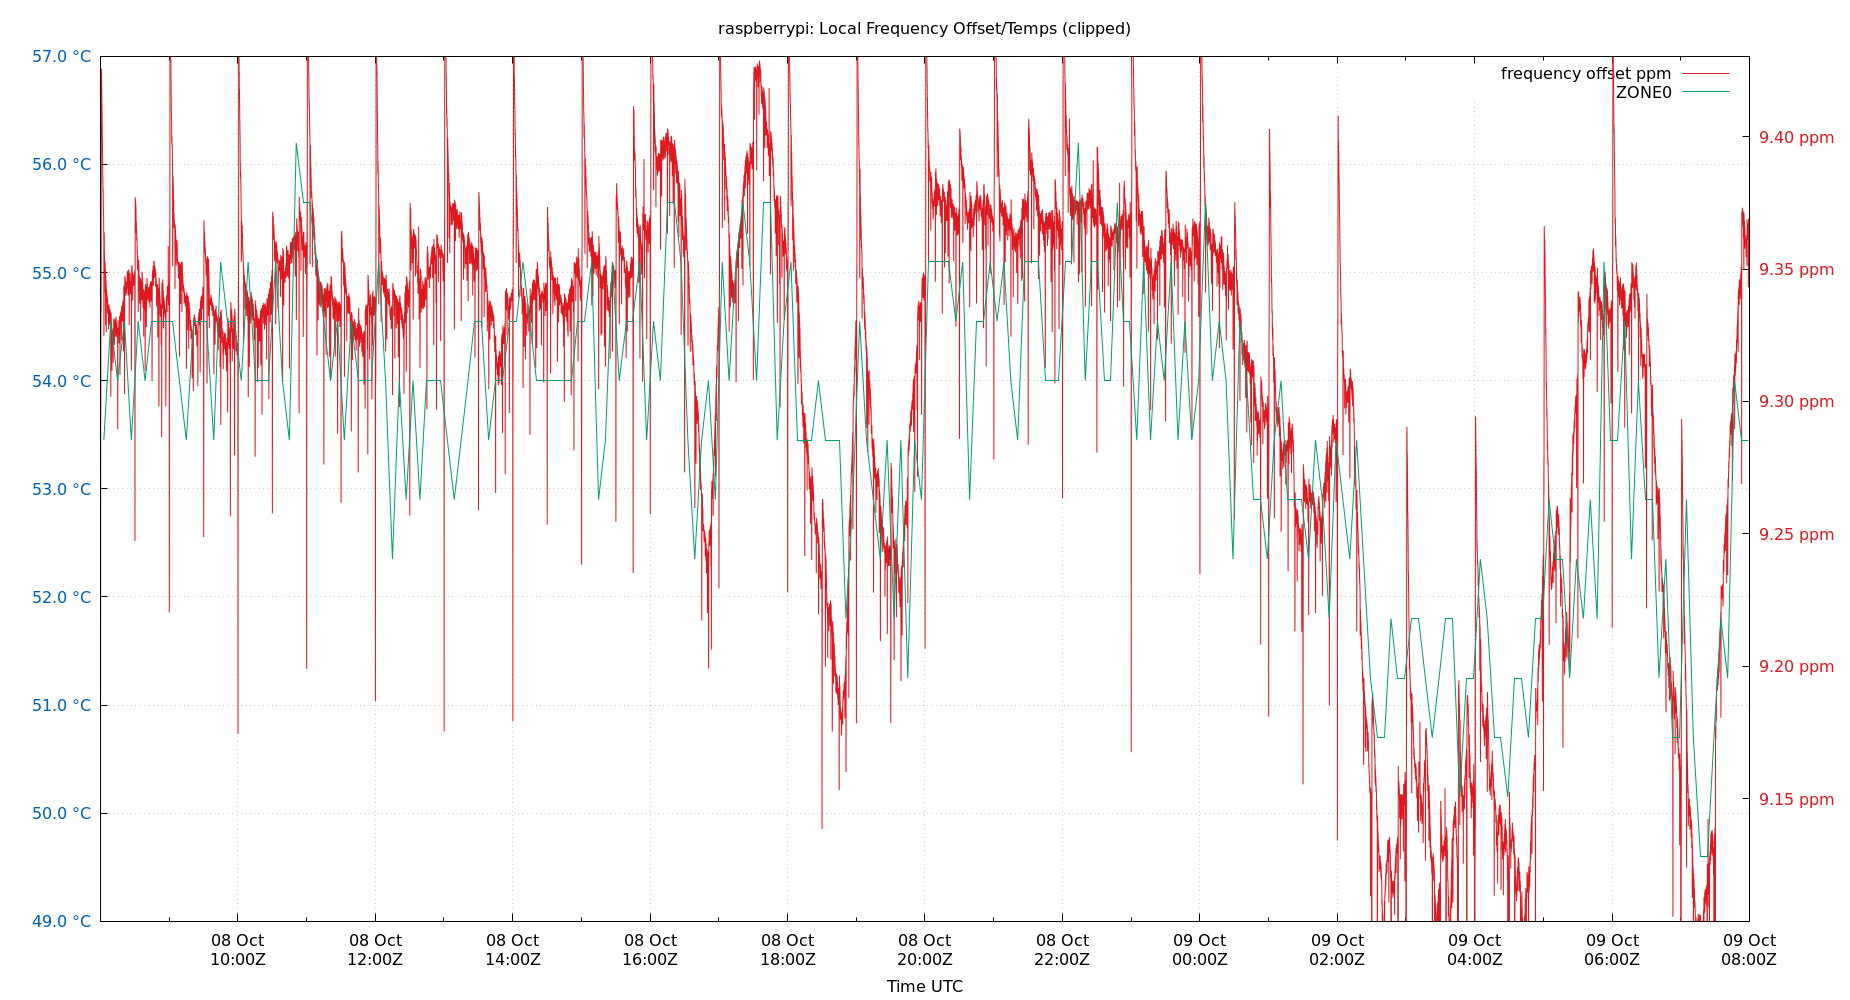 raspberrypi: Local Frequency Offset/Temps (clipped)
57.0 °C
56.0 °C
55.0 °C
54.0 °C
53.0 °C
52.0 °C
51.0 °C
50.0 °C
49.0 °C
frequency offset ppm
ZONE0
9.40 ppm
9.35 ppm
9.30 ppm
9.25 ppm
9.20 ppm
9.15 ppm
08 Oct
10:00Z
08 Oct
12:00Z
08 Oct
14:00Z
08 Oct
16:00Z
08 Oct
18:00Z
08 Oct
20:00Z
08 Oct
22:00Z
09 Oct
00:00Z
09 Oct
02:00Z
09 Oct
04:00Z
09 Oct
06:00Z
09 Oct
08:00Z
Time UTC